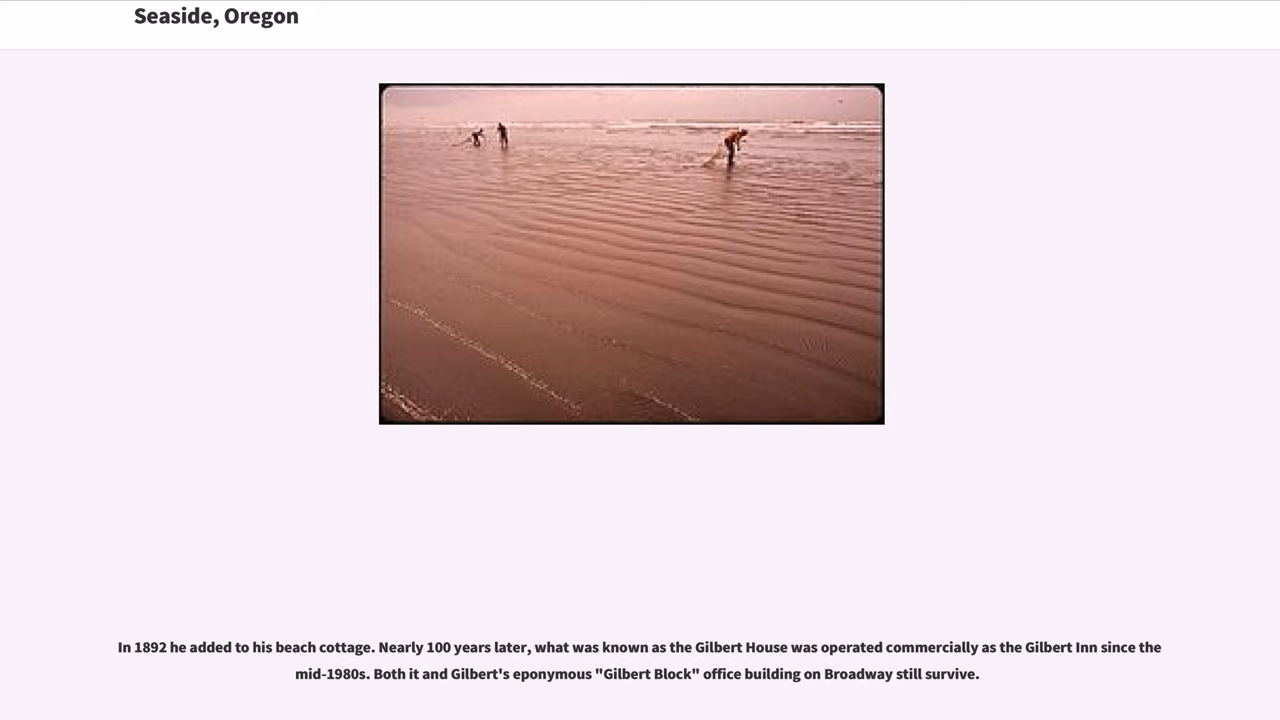 Seaside, Oregon
In 1892 he added to his beach cottage. Nearly 100 years later, what was known as the Gilbert House was operated commercially as the Gilbert Inn since the
mid-1980s. Both it and Gilbert's eponymous "Gilbert Block" office building on Broadway still survive.